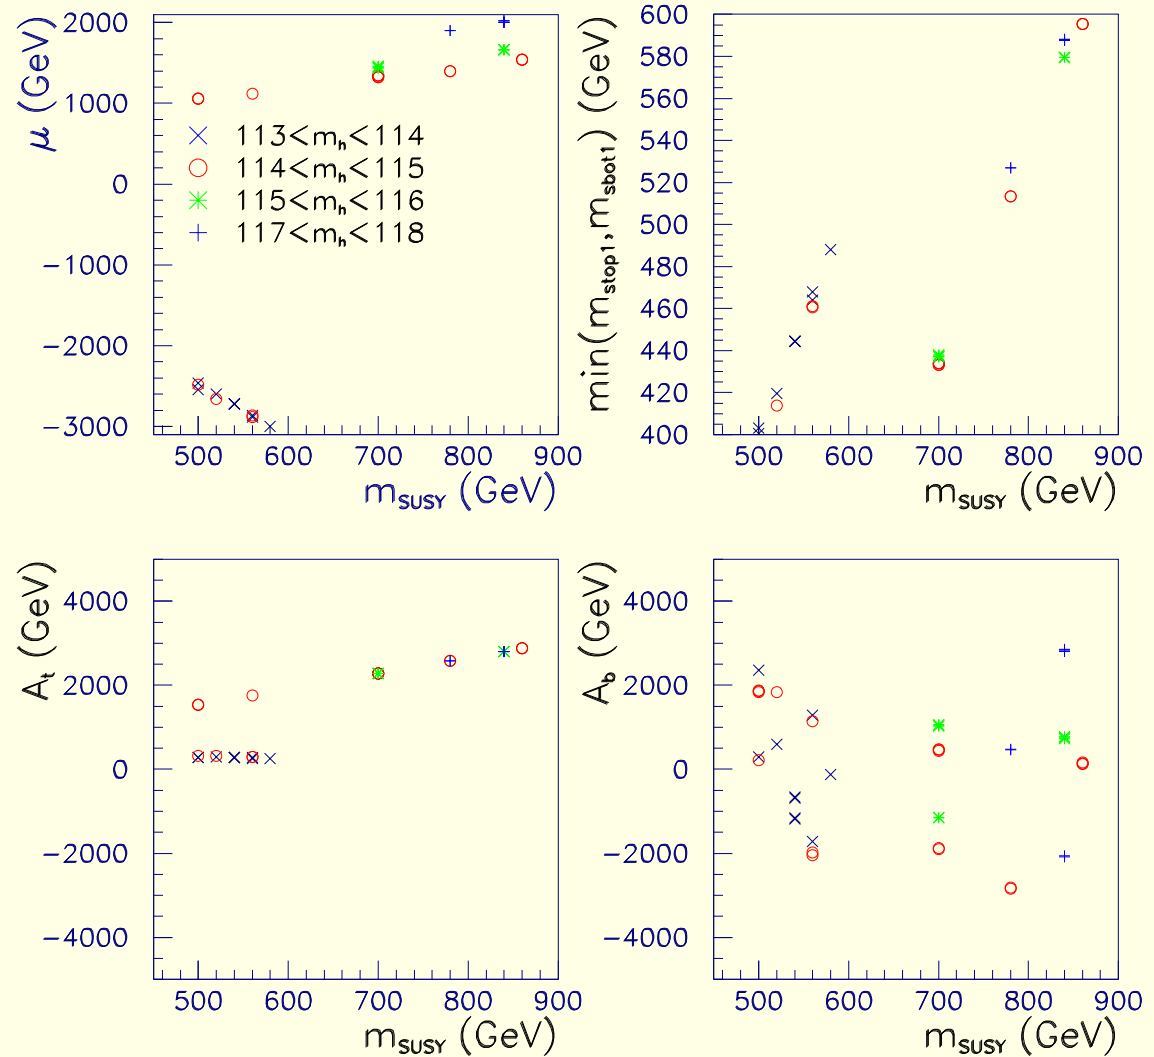 μ (GeV)
2000
1000
0
−1000
−2000
−3000
113<m_h<114
114<m_h<115
115<m_h<116
117<m_h<118
500 600 700 800 900
m_SUSY (GeV)
min(m_stop1,m_sbot1) (GeV)
600
580
560
540
520
500
480
460
440
420
400
500 600 700 800 900
m_SUSY (GeV)
A_t (GeV)
4000
2000
0
−2000
−4000
500 600 700 800 900
m_SUSY (GeV)
A_b (GeV)
4000
2000
0
−2000
−4000
500 600 700 800 900
m_SUSY (GeV)